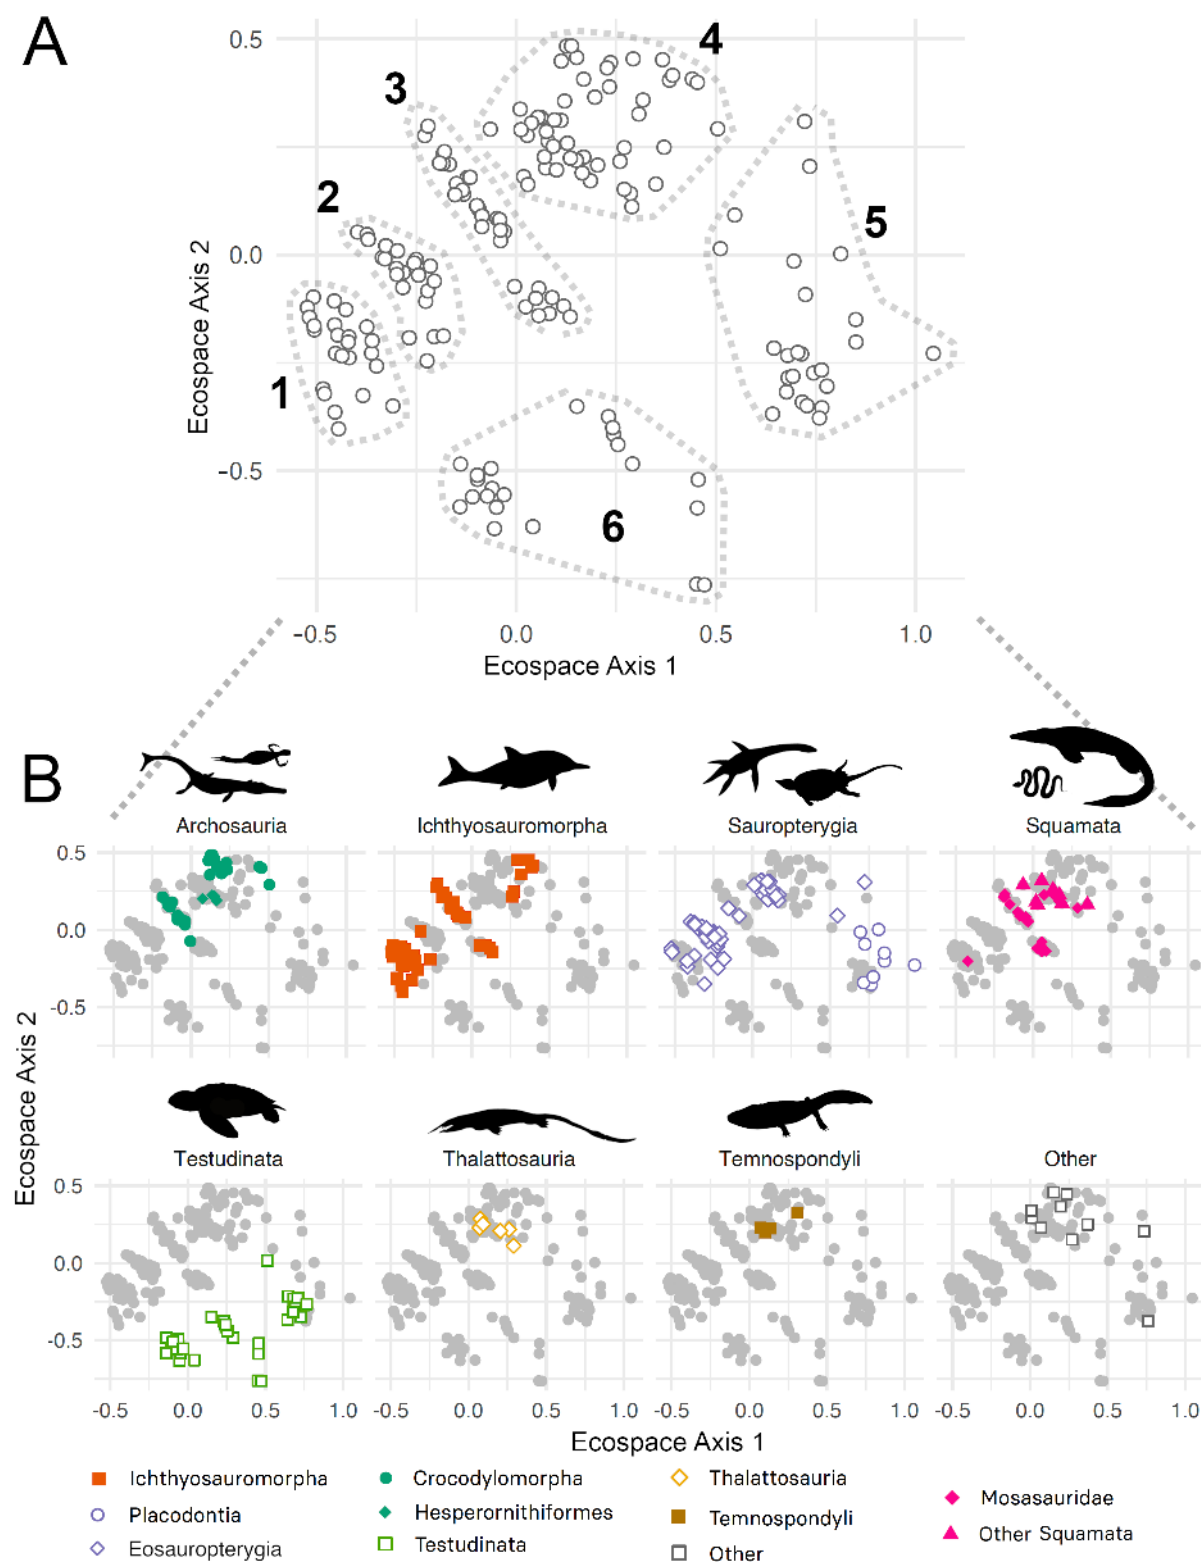 A
0.5
4
3
2
5
0.0
1
-0.5
6
Ecospace Axis 2
-0.5
0.0
0.5
1.0
Ecospace Axis 1
B
Archosauria
Ichthyosauromorpha
Sauropterygia
Squamata
0.5
0.0
-0.5
Ecospace Axis 2
Testudinata
Thalattosauria
Temnospondyli
Other
0.5
0.0
-0.5
-0.5 0.0 0.5 1.0
-0.5 0.0 0.5 1.0
-0.5 0.0 0.5 1.0
-0.5 0.0 0.5 1.0
Ecospace Axis 1
Ichthyosauromorpha
Placodontia
Eosauropterygia
Crocodylomorpha
Hesperornithiformes
Testudinata
Thalattosauria
Temnospondyli
Other
Mosasauridae
Other Squamata